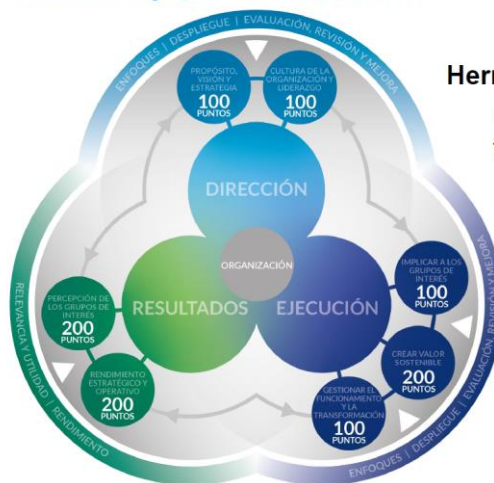 ENFOQUES | DESPLIEGUE | EVALUACIÓN, REVISIÓN Y MEJORA
PROPÓSITO,
VISIÓN Y
ESTRATEGIA
100
PUNTOS
CULTURA DE LA
ORGANIZACIÓN Y
LIDERAZGO
100
PUNTOS
Herr
DIRECCIÓN
ORGANIZACIÓN
RESULTADOS
EJECUCIÓN
PERCEPCIÓN DE
LOS GRUPOS DE
INTERÉS
200
PUNTOS
RENDIMIENTO
ESTRATÉGICO Y
OPERATIVO
200
PUNTOS
IMPLICAR A LOS
GRUPOS DE
INTERÉS
100
PUNTOS
CREAR VALOR
SOSTENIBLE
200
PUNTOS
GESTIONAR EL
FUNCIONAMIENTO
Y LA
TRANSFORMACIÓN
100
PUNTOS
RELEVANCIA Y UTILIDAD | RENDIMIENTO
ENFOQUES | DESPLIEGUE | EVALUACIÓN, REVISIÓN Y MEJORA